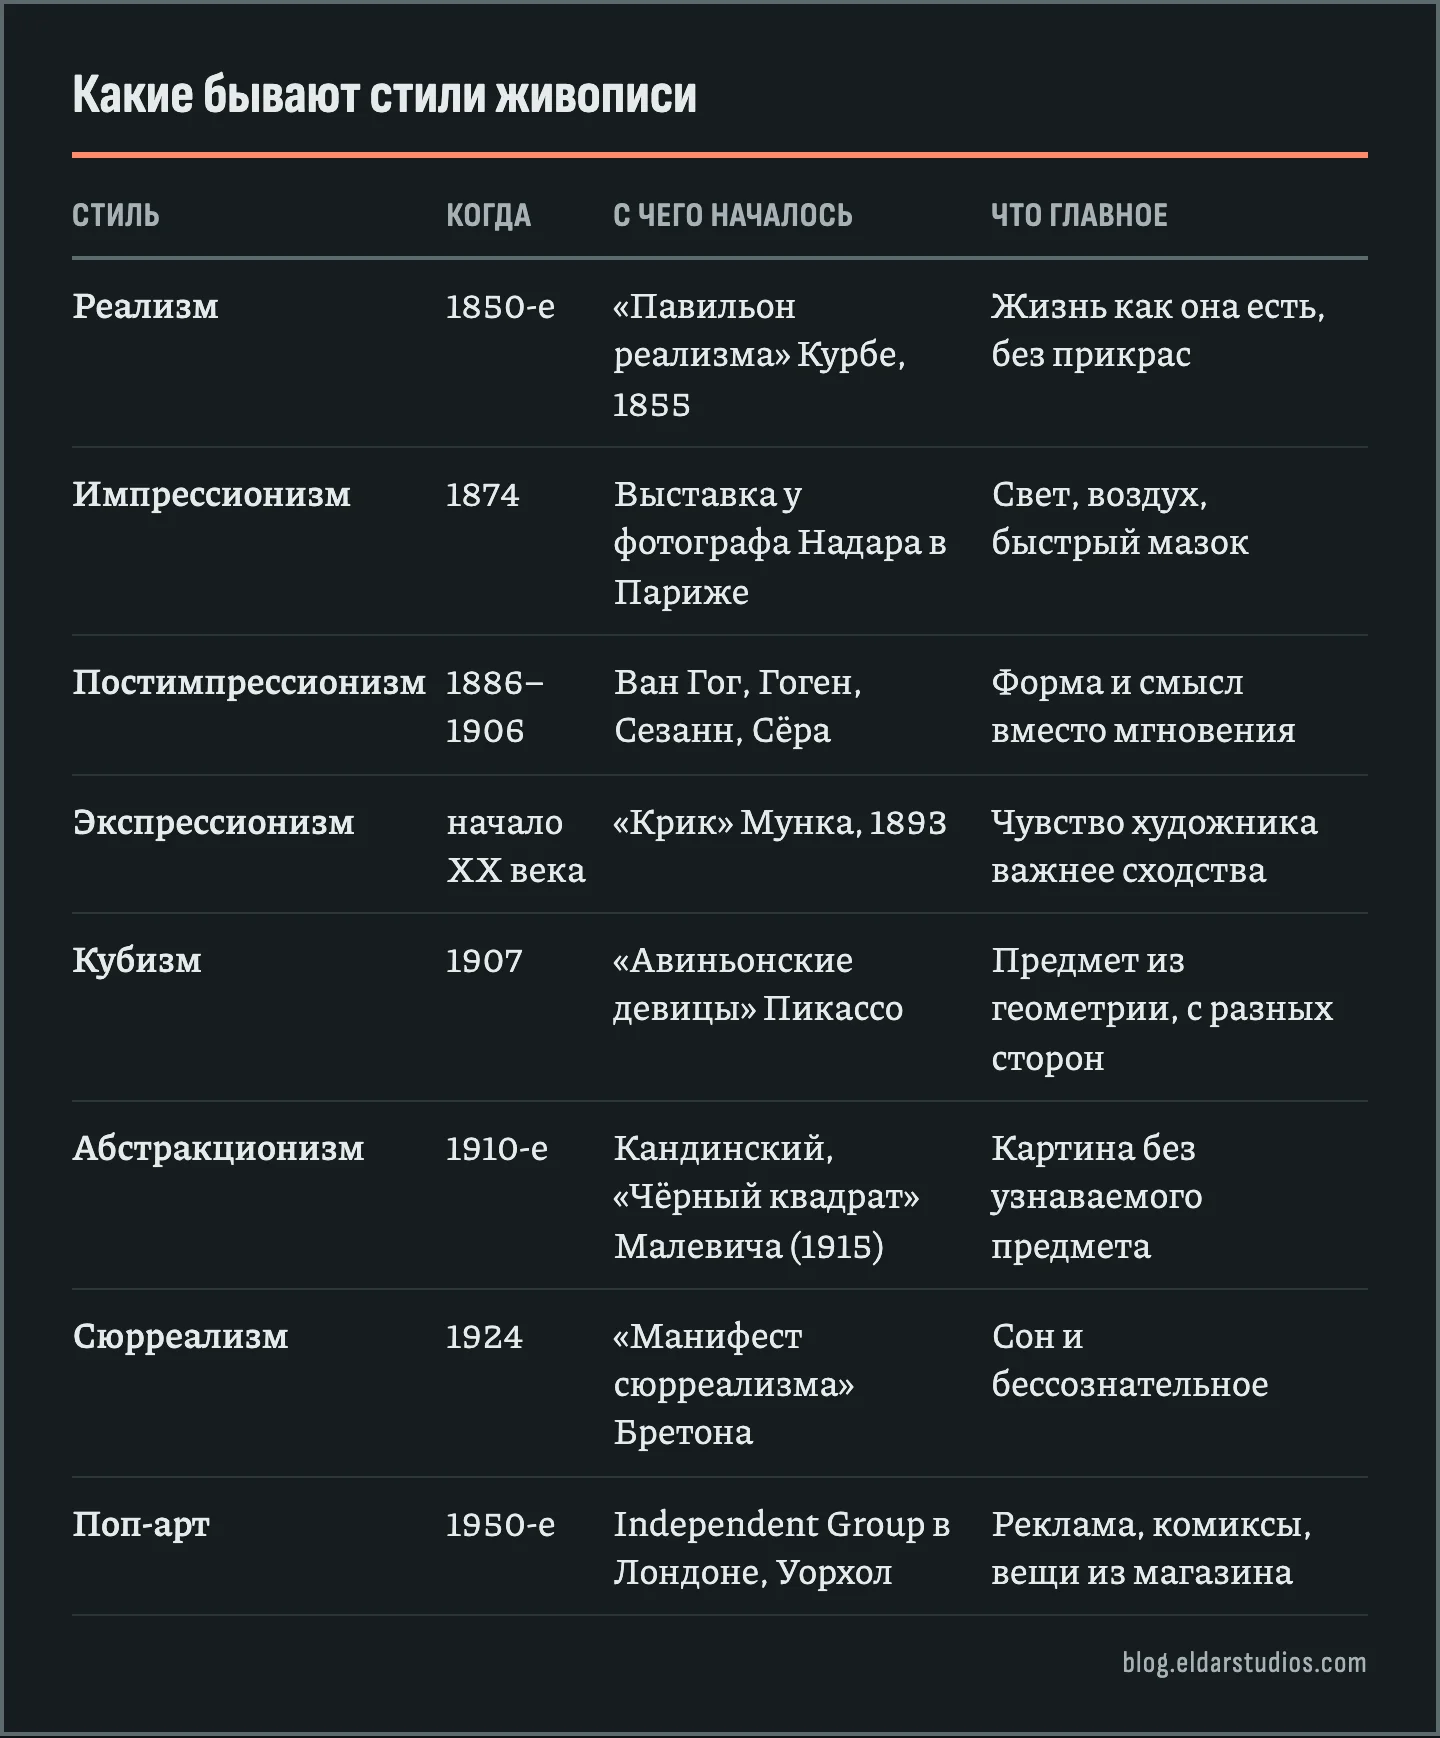 Какие бывают стили живописи
СТИЛЬ КОГДА С ЧЕГО НАЧАЛОСЬ ЧТО ГЛАВНОЕ
Реализм 1850-е «Павильон Жизнь как она есть,
реализма» Курбе, без прикрас
1855
Импрессионизм 1874 Выставка у Свет, воздух,
фотографа Надара в быстрый мазок
Париже
Постимпрессионизм 1886– Ван Гог, Гоген, Форма и смысл
1906 Сезанн, Сёра вместо мгновения
Экспрессионизм начало «Крик» Мунка, 1893 Чувство художника
XX века важнее сходства
Кубизм 1907 «Авиньонские Предмет из
девицы» Пикассо геометрии, с разных
сторон
Абстракционизм 1910-е Кандинский, Картина без
«Чёрный квадрат» узнаваемого
Малевича (1915) предмета
Сюрреализм 1924 «Манифест Сон и
сюрреализма» бессознательное
Бретона
Поп-арт 1950-е Independent Group в Реклама, комиксы,
Лондоне, Уорхол вещи из магазина
blog.eldarstudios.com